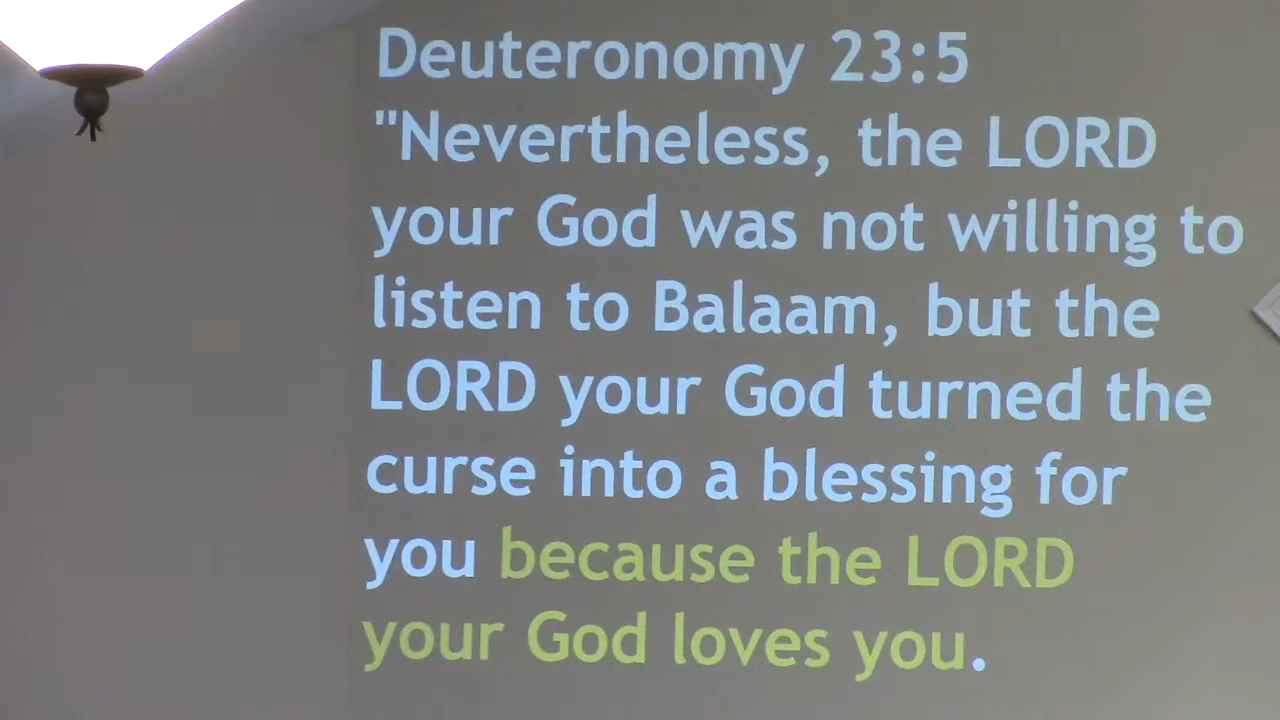 Deuteronomy 23:5
"Nevertheless, the LORD
your God was not willing to
listen to Balaam, but the
LORD your God turned the
curse into a blessing for
you because the LORD
your God loves you.